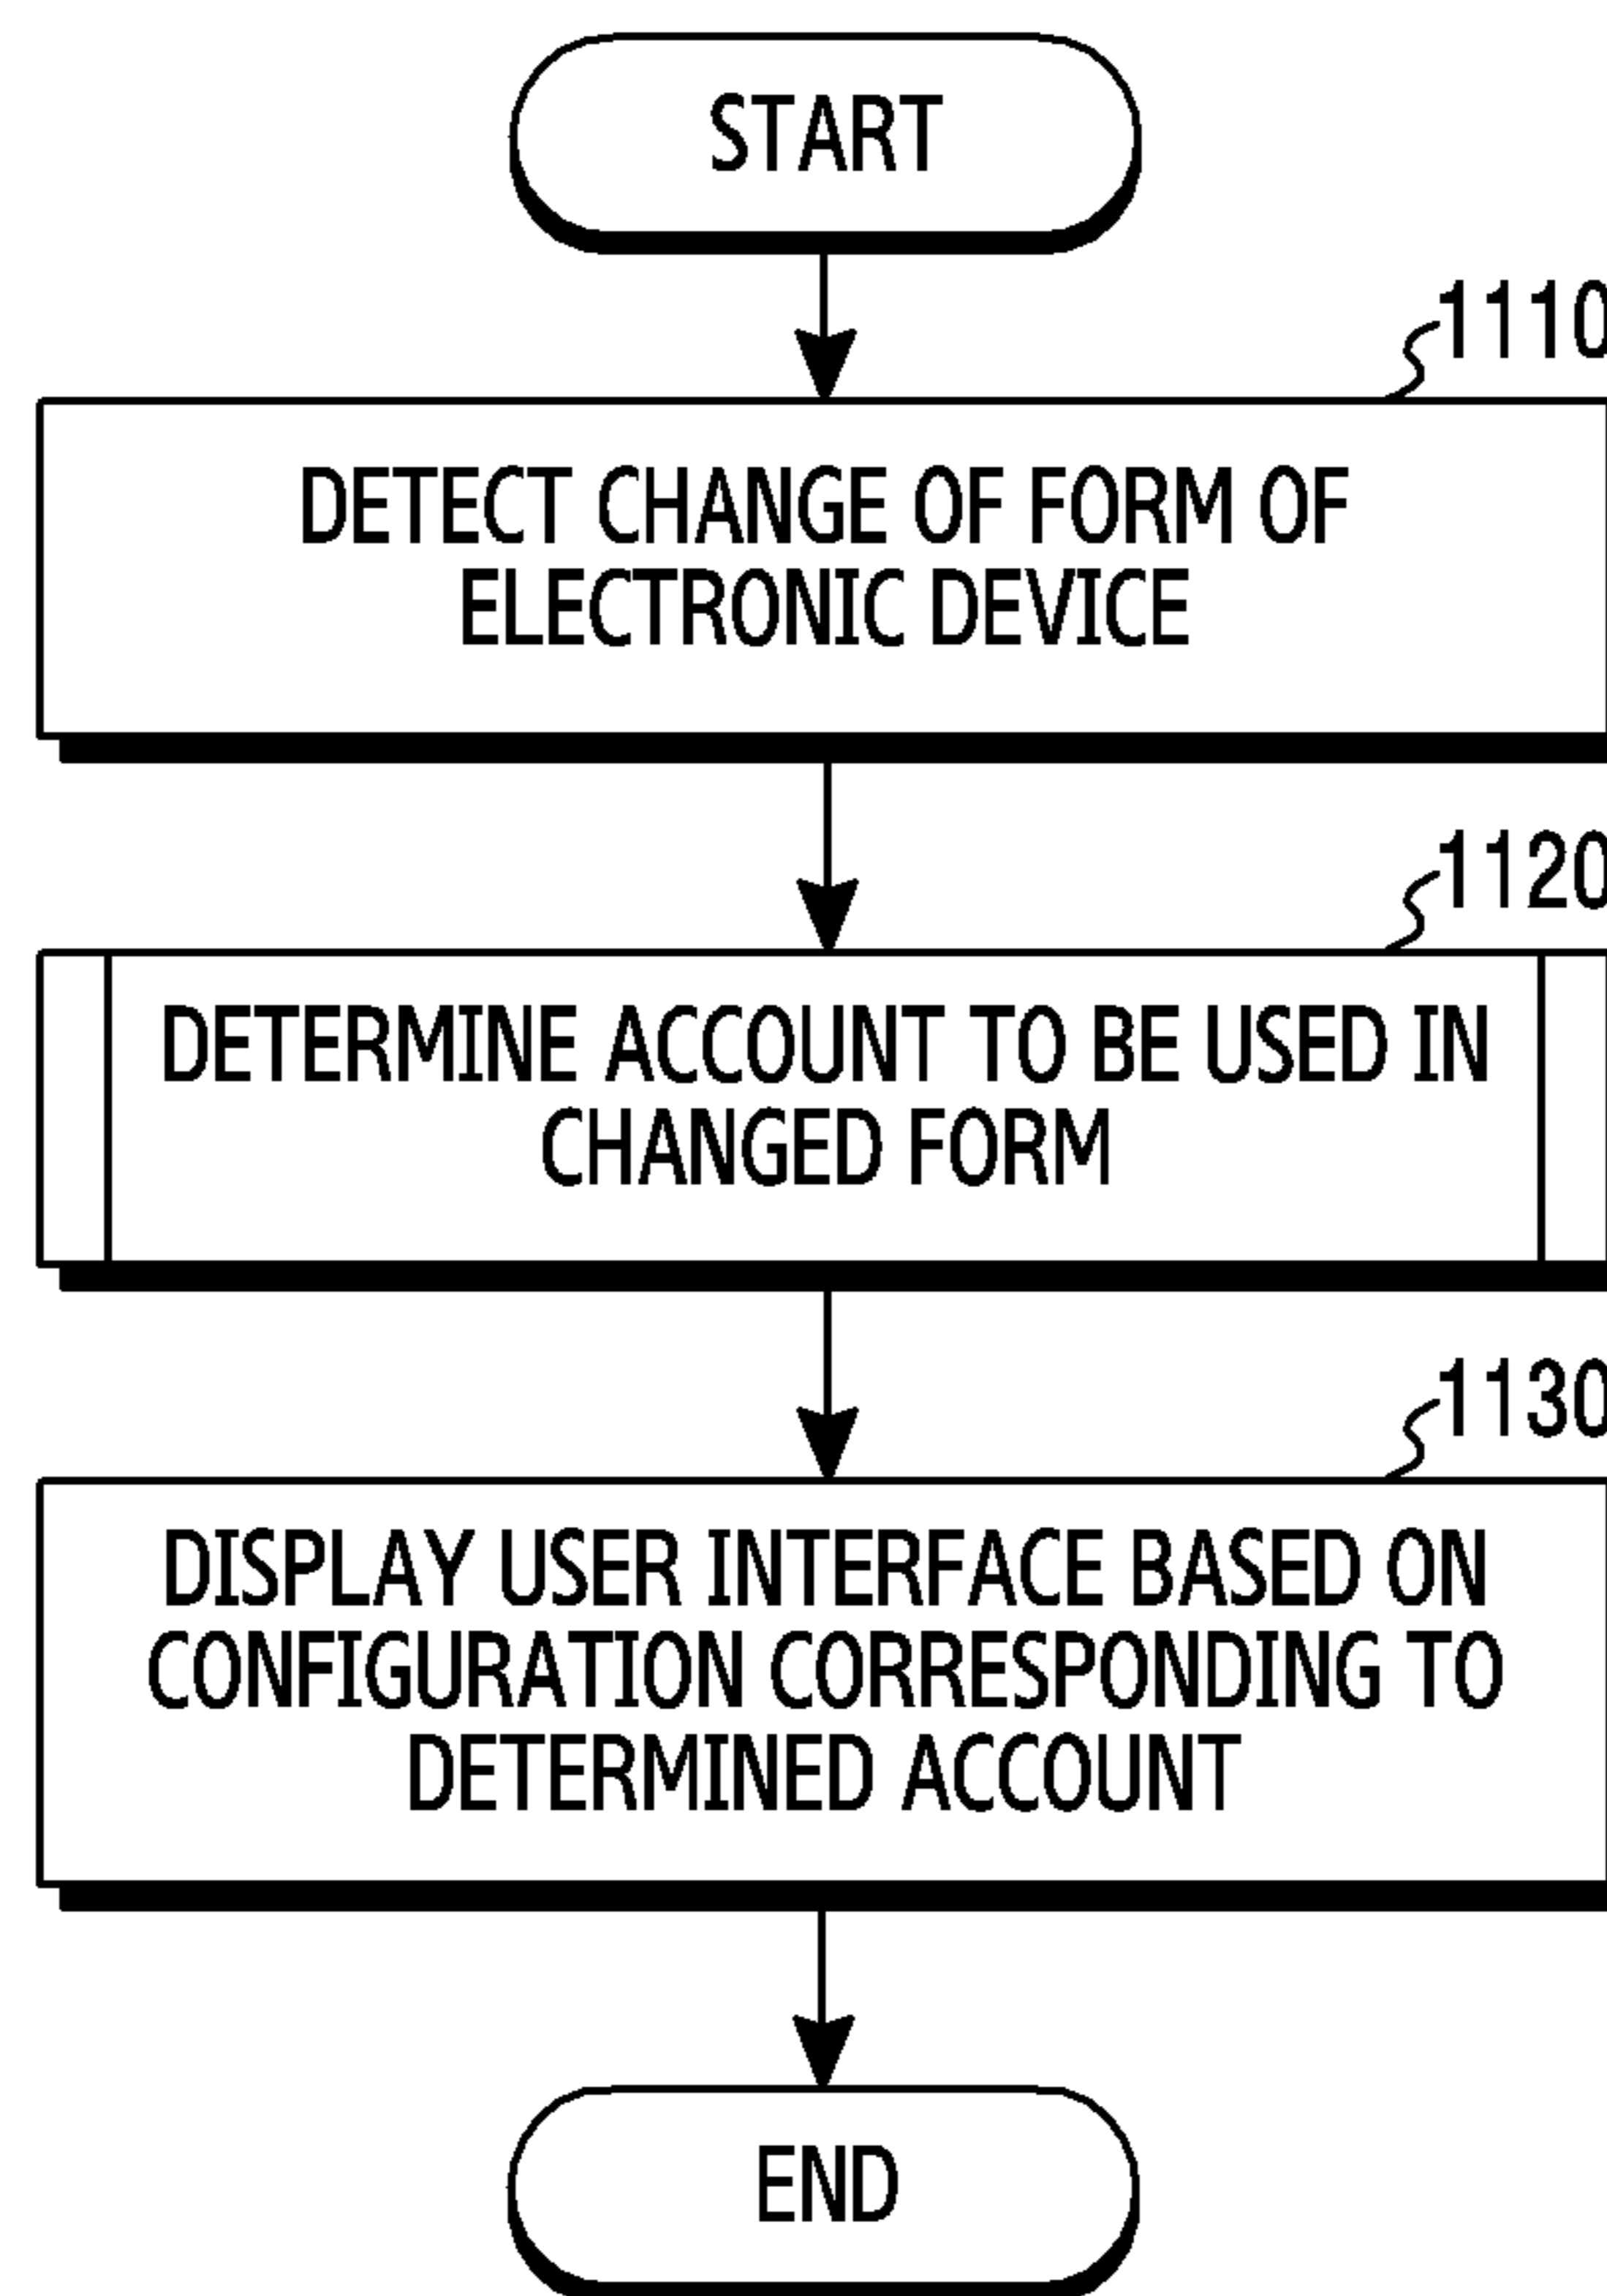 START
1110
DETECT CHANGE OF FORM OF
ELECTRONIC DEVICE
1120
DETERMINE ACCOUNT TO BE USED IN
CHANGED FORM
1130
DISPLAY USER INTERFACE BASED ON
CONFIGURATION CORRESPONDING TO
DETERMINED ACCOUNT
END